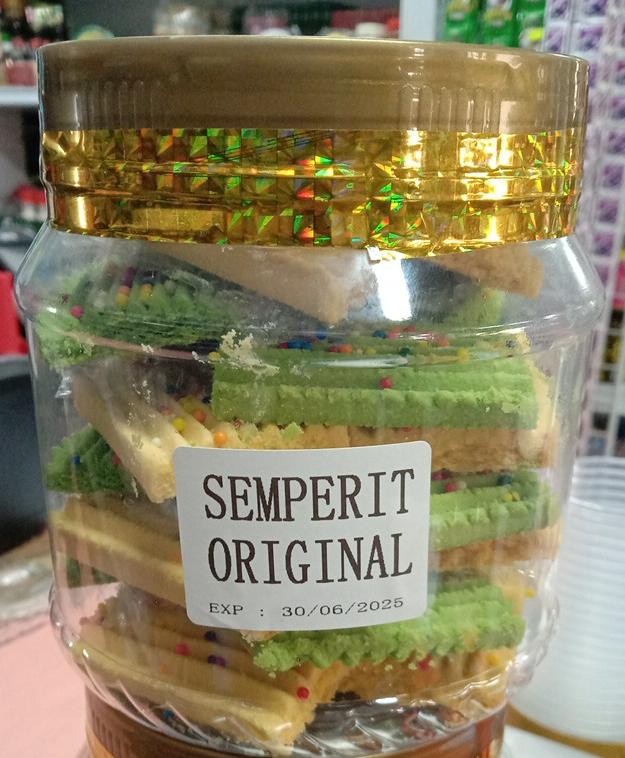 SEMPERIT
ORIGINAL
EXP : 30/06/2025